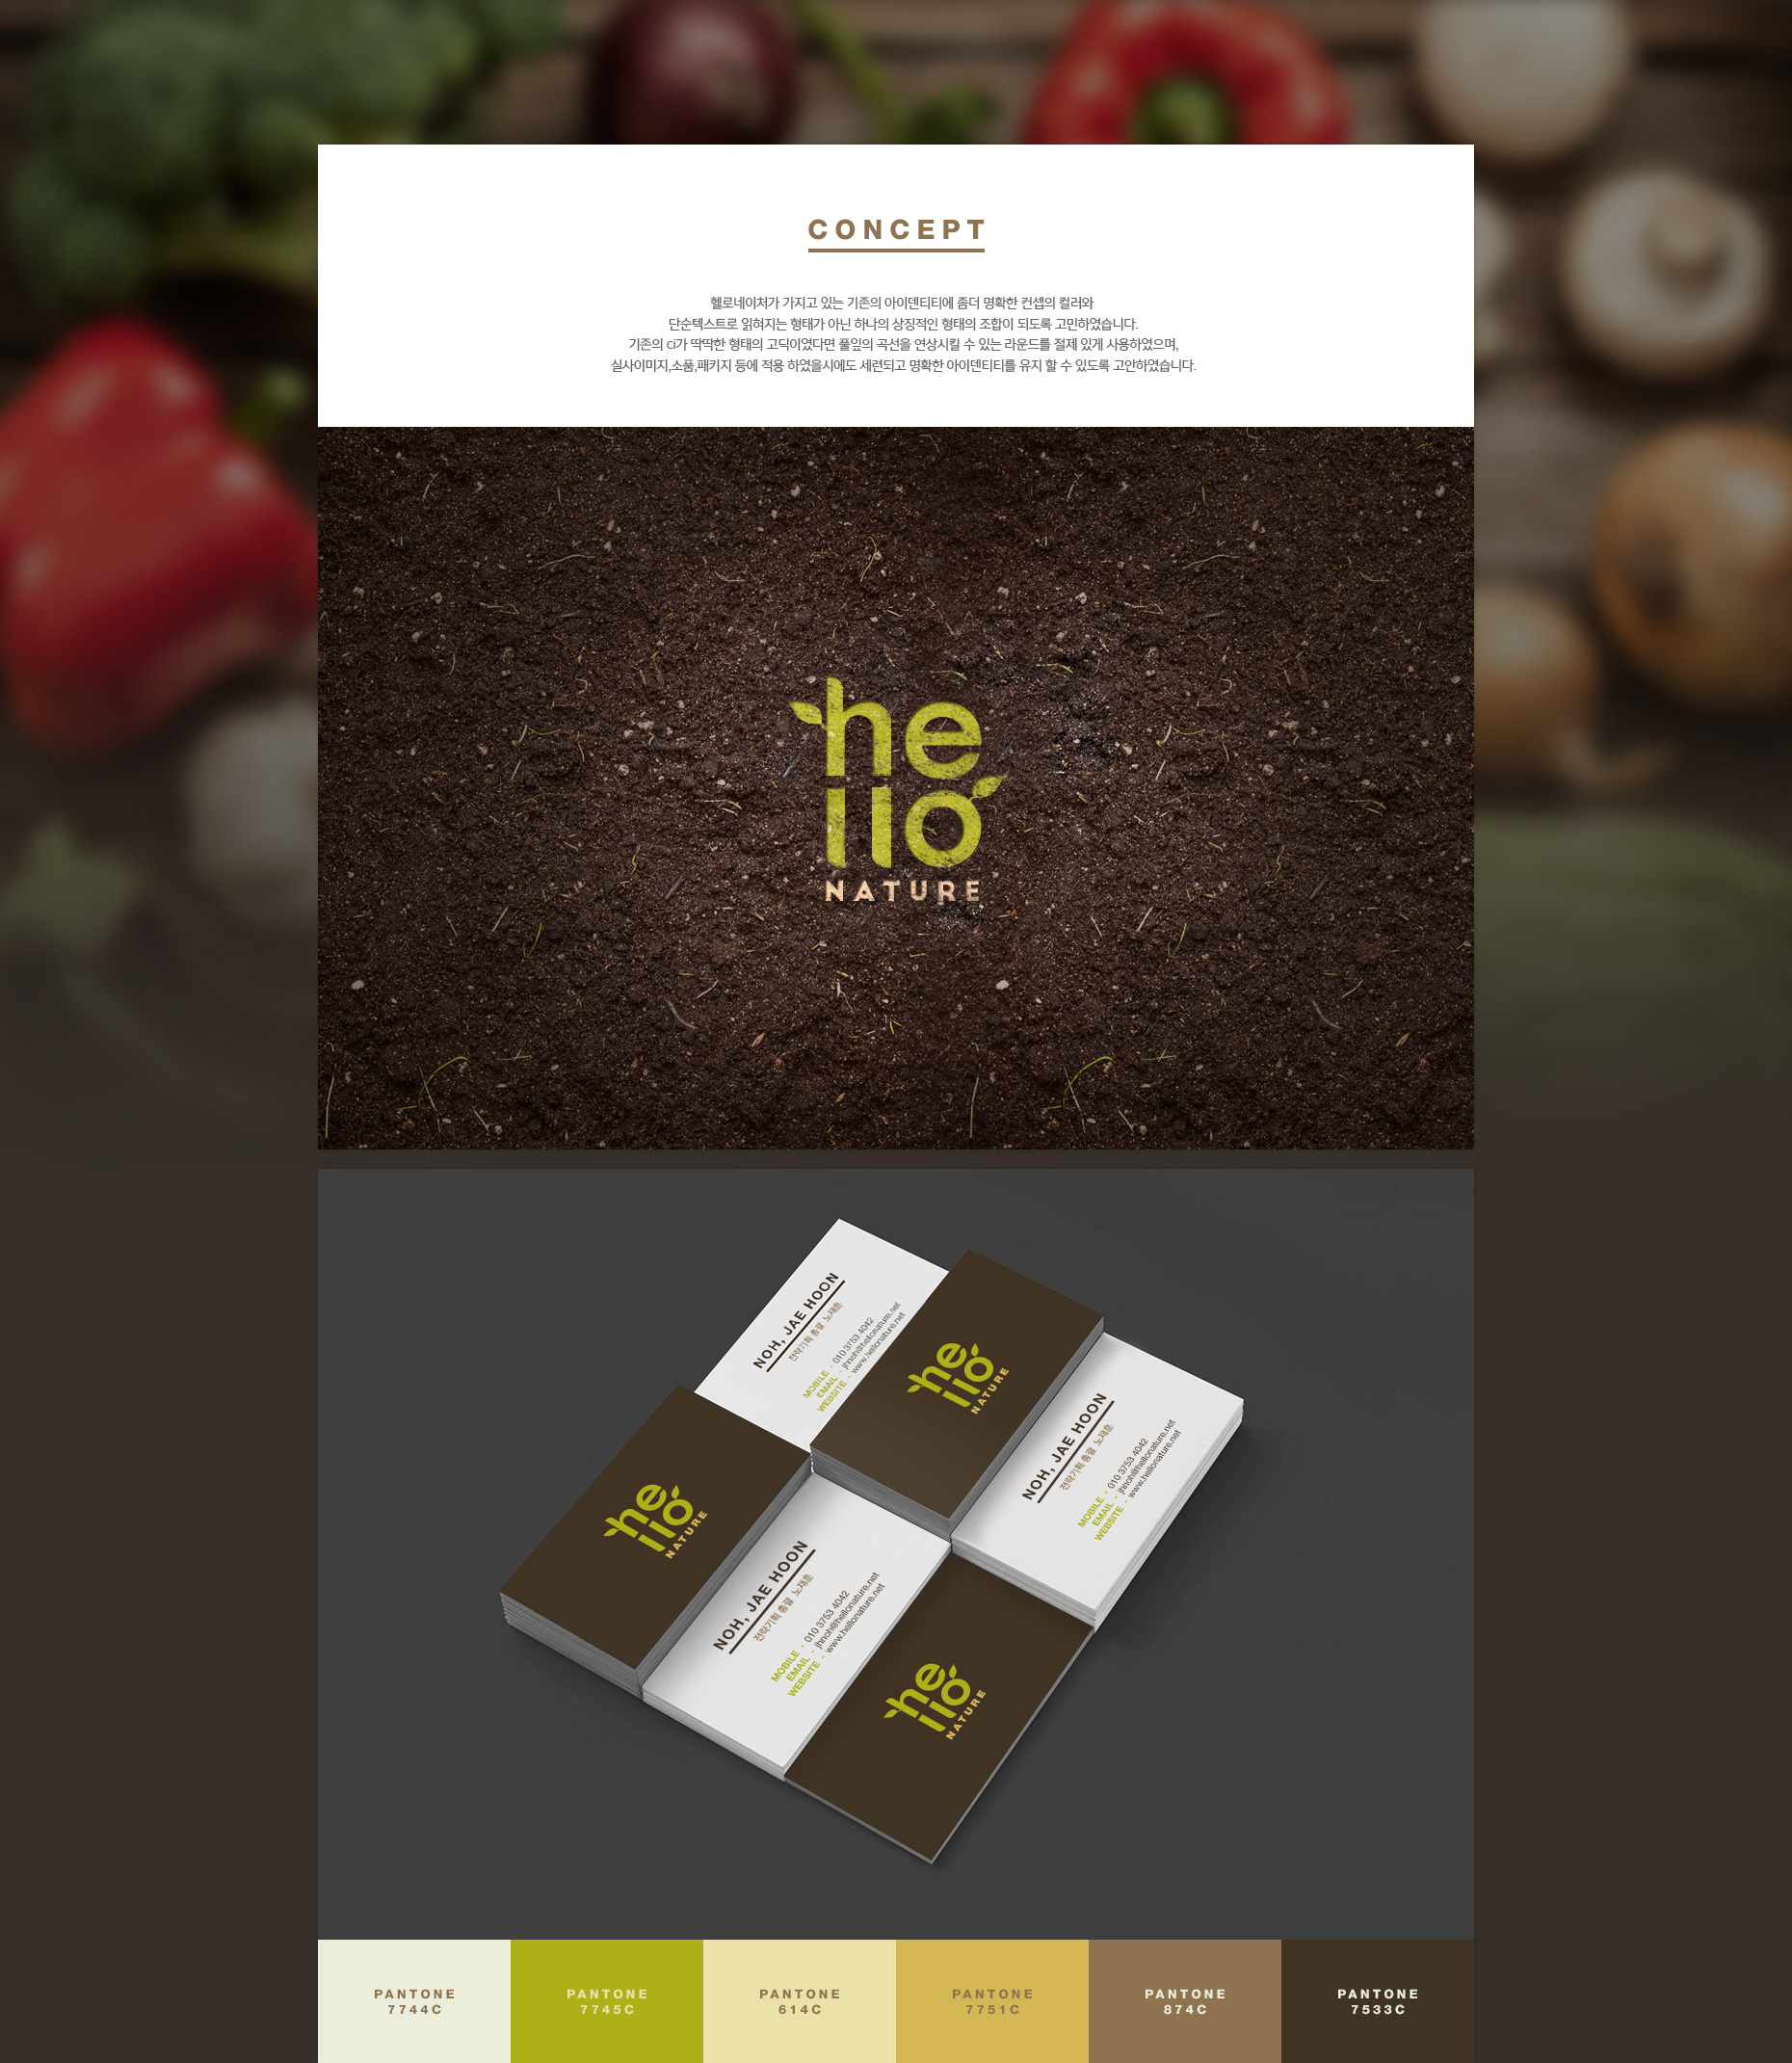 CONCEPT
헬로네이처가 가지고 있는 기존의 아이덴티티에 좀더 명확한 컨셉의 컬러와
단순텍스트로 읽혀지는 형태가 아닌 하나의 상징적인 형태의 조합이 되도록 고민하였습니다.
기존의 ci가 딱딱한 형태의 고딕이였다면 풀잎의 곡선을 연상시킬 수 있는 라운드를 절제 있게 사용하였으며,
실사이미지,소품,패키지 등에 적용 하였을시에도 세련되고 명확한 아이덴티티를 유지 할 수 있도록 고안하였습니다.
he
llo
NATURE
NOH, JAE HOON
전략기획 총괄 노재훈
MOBILE - 010 3753 4042
EMAIL - jhnoh@hellonature.net
WEBSITE - www.hellonature.net
he
llo
NATURE
NOH, JAE HOON
전략기획 총괄 노재훈
MOBILE - 010 3753 4042
EMAIL - jhnoh@hellonature.net
WEBSITE - www.hellonature.net
he
llo
NATURE
NOH, JAE HOON
전략기획 총괄 노재훈
MOBILE - 010 3753 4042
EMAIL - jhnoh@hellonature.net
WEBSITE - www.hellonature.net
he
llo
NATURE
PANTONE
7744C
PANTONE
7745C
PANTONE
614C
PANTONE
7751C
PANTONE
874C
PANTONE
7533C